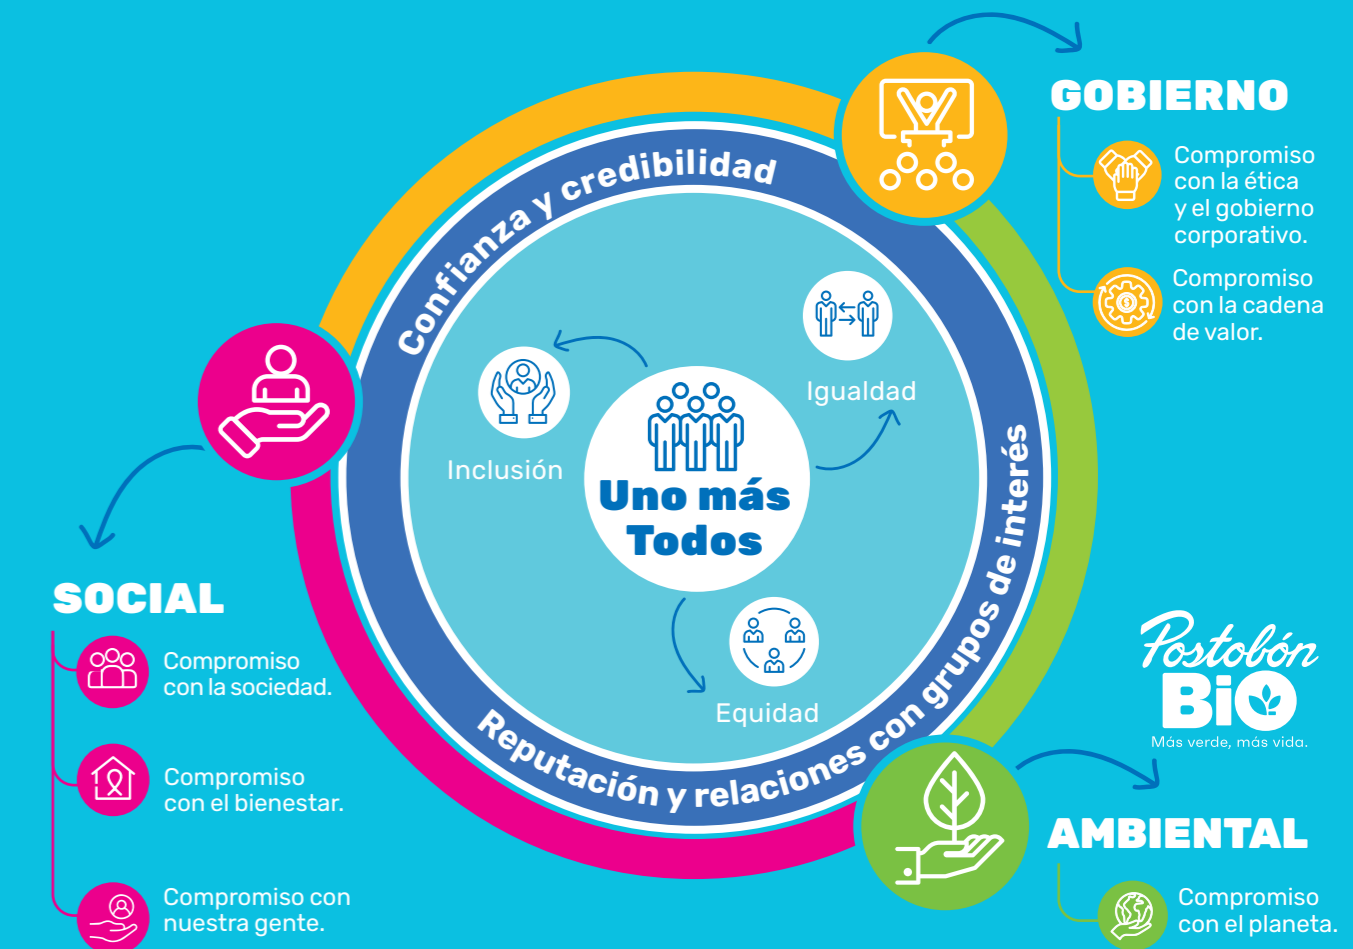 GOBIERNO
Compromiso
con la ética
y el gobierno
corporativo.
Compromiso
con la cadena
de valor.
Confianza y credibilidad
Igualdad
Inclusión
Uno más
Todos
Equidad
Reputación y relaciones con grupos de interés
SOCIAL
Compromiso
con la sociedad.
Compromiso
con el bienestar.
Compromiso con
nuestra gente.
Postobón
BiO
Más verde, más vida.
AMBIENTAL
Compromiso
con el planeta.